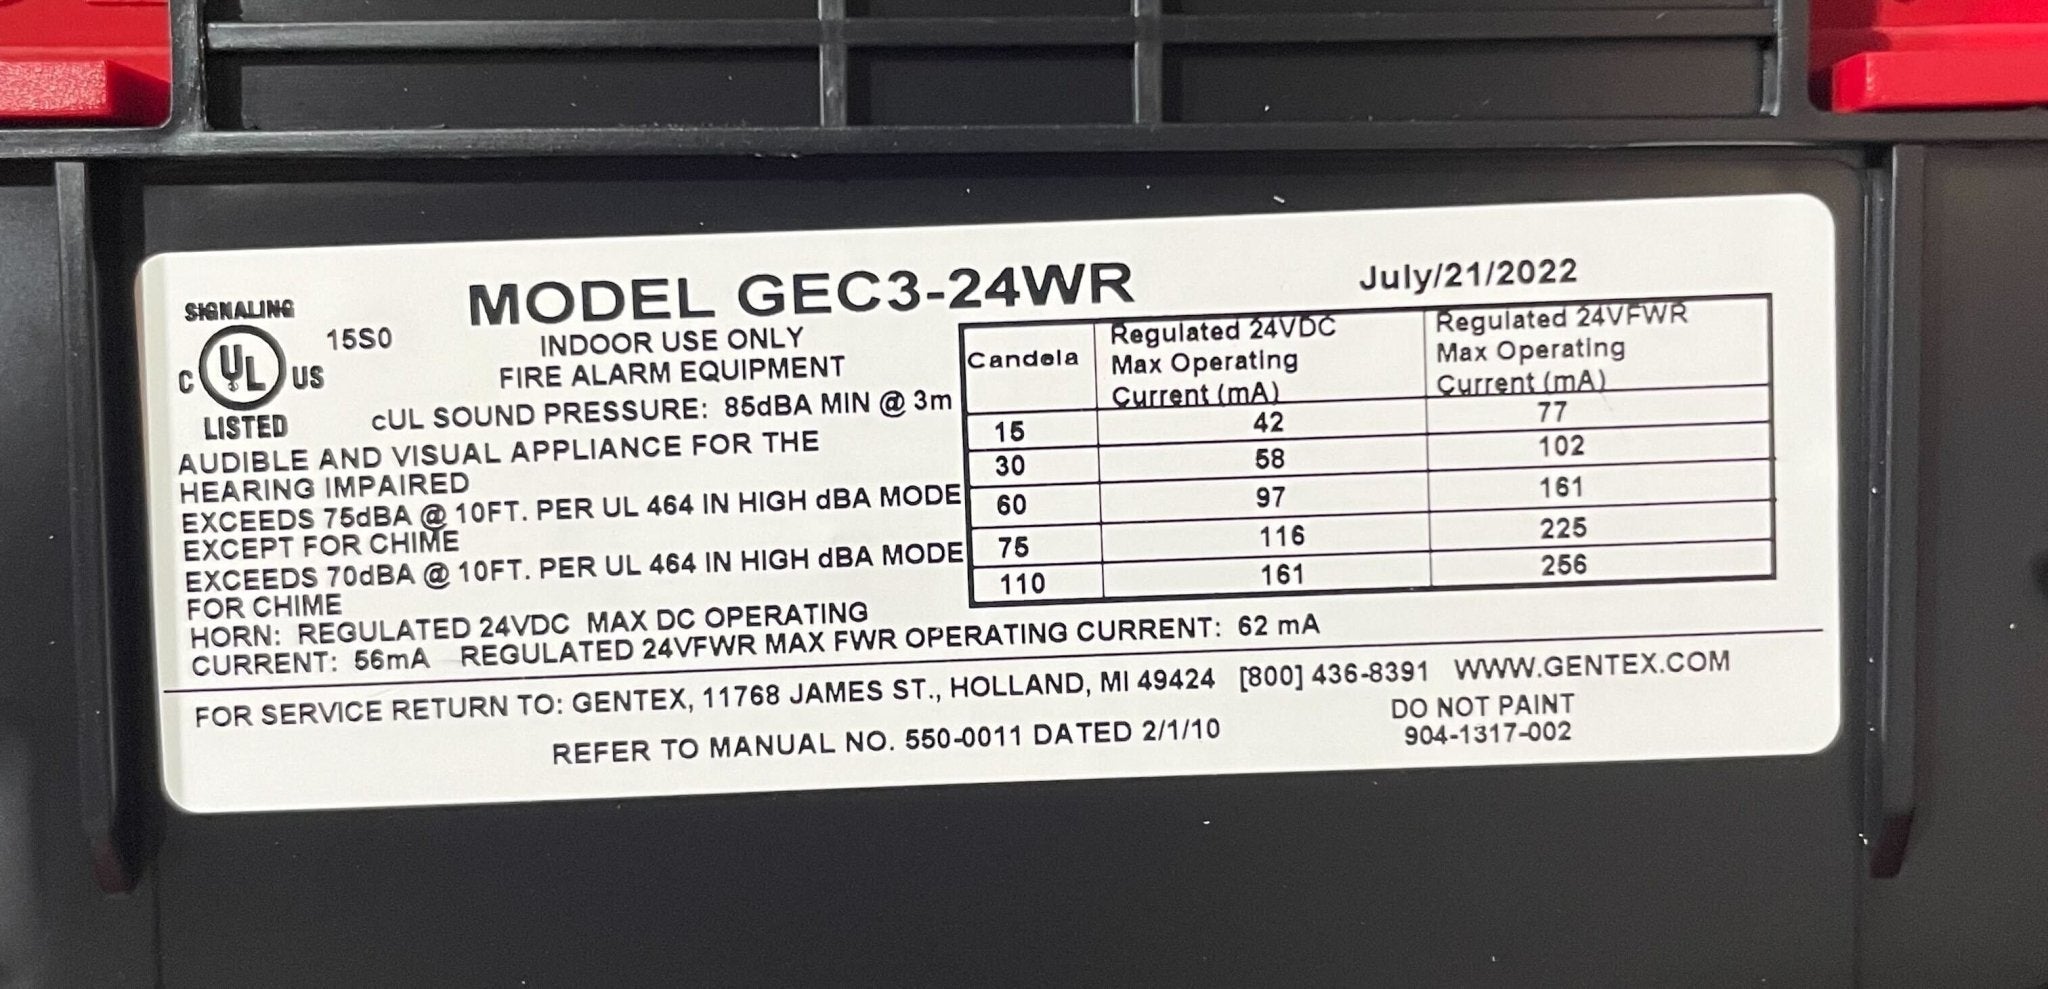 SIGNALING
C UL US
15S0
LISTED
MODEL GEC3-24WR
July/21/2022
INDOOR USE ONLY
FIRE ALARM EQUIPMENT
cUL SOUND PRESSURE: 85dBA MIN @ 3m
AUDIBLE AND VISUAL APPLIANCE FOR THE
HEARING IMPAIRED
EXCEEDS 75dBA @ 10FT. PER UL 464 IN HIGH dBA MODE
EXCEPT FOR CHIME
EXCEEDS 70dBA @ 10FT. PER UL 464 IN HIGH dBA MODE
FOR CHIME
HORN: REGULATED 24VDC MAX DC OPERATING
CURRENT: 56mA REGULATED 24VFWR MAX FWR OPERATING CURRENT: 62 mA
Candela
Regulated 24VDC
Max Operating
Current (mA)
Regulated 24VFWR
Max Operating
Current (mA)
15 42 77
30 58 102
60 97 161
75 116 225
110 161 256
FOR SERVICE RETURN TO: GENTEX, 11768 JAMES ST., HOLLAND, MI 49424 [800] 436-8391 WWW.GENTEX.COM
REFER TO MANUAL NO. 550-0011 DATED 2/1/10
DO NOT PAINT
904-1317-002